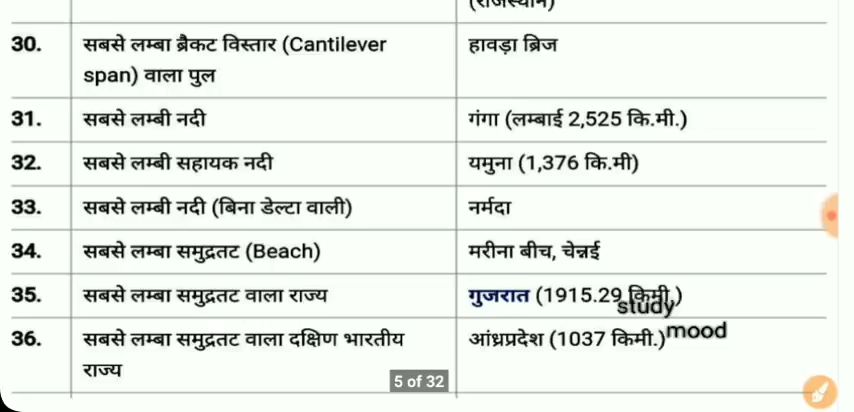 (राजस्थान)
30. सबसे लम्बा ब्रैकट विस्तार (Cantilever हावड़ा ब्रिज
span) वाला पुल
31. सबसे लम्बी नदी गंगा (लम्बाई 2,525 कि.मी.)
32. सबसे लम्बी सहायक नदी यमुना (1,376 कि.मी)
33. सबसे लम्बी नदी (बिना डेल्टा वाली) नर्मदा
34. सबसे लम्बा समुद्रतट (Beach) मरीना बीच, चेन्नई
35. सबसे लम्बा समुद्रतट वाला राज्य गुजरात (1915.29 किमी.)
study
36. सबसे लम्बा समुद्रतट वाला दक्षिण भारतीय आंध्रप्रदेश (1037 किमी.) mood
राज्य
5 of 32